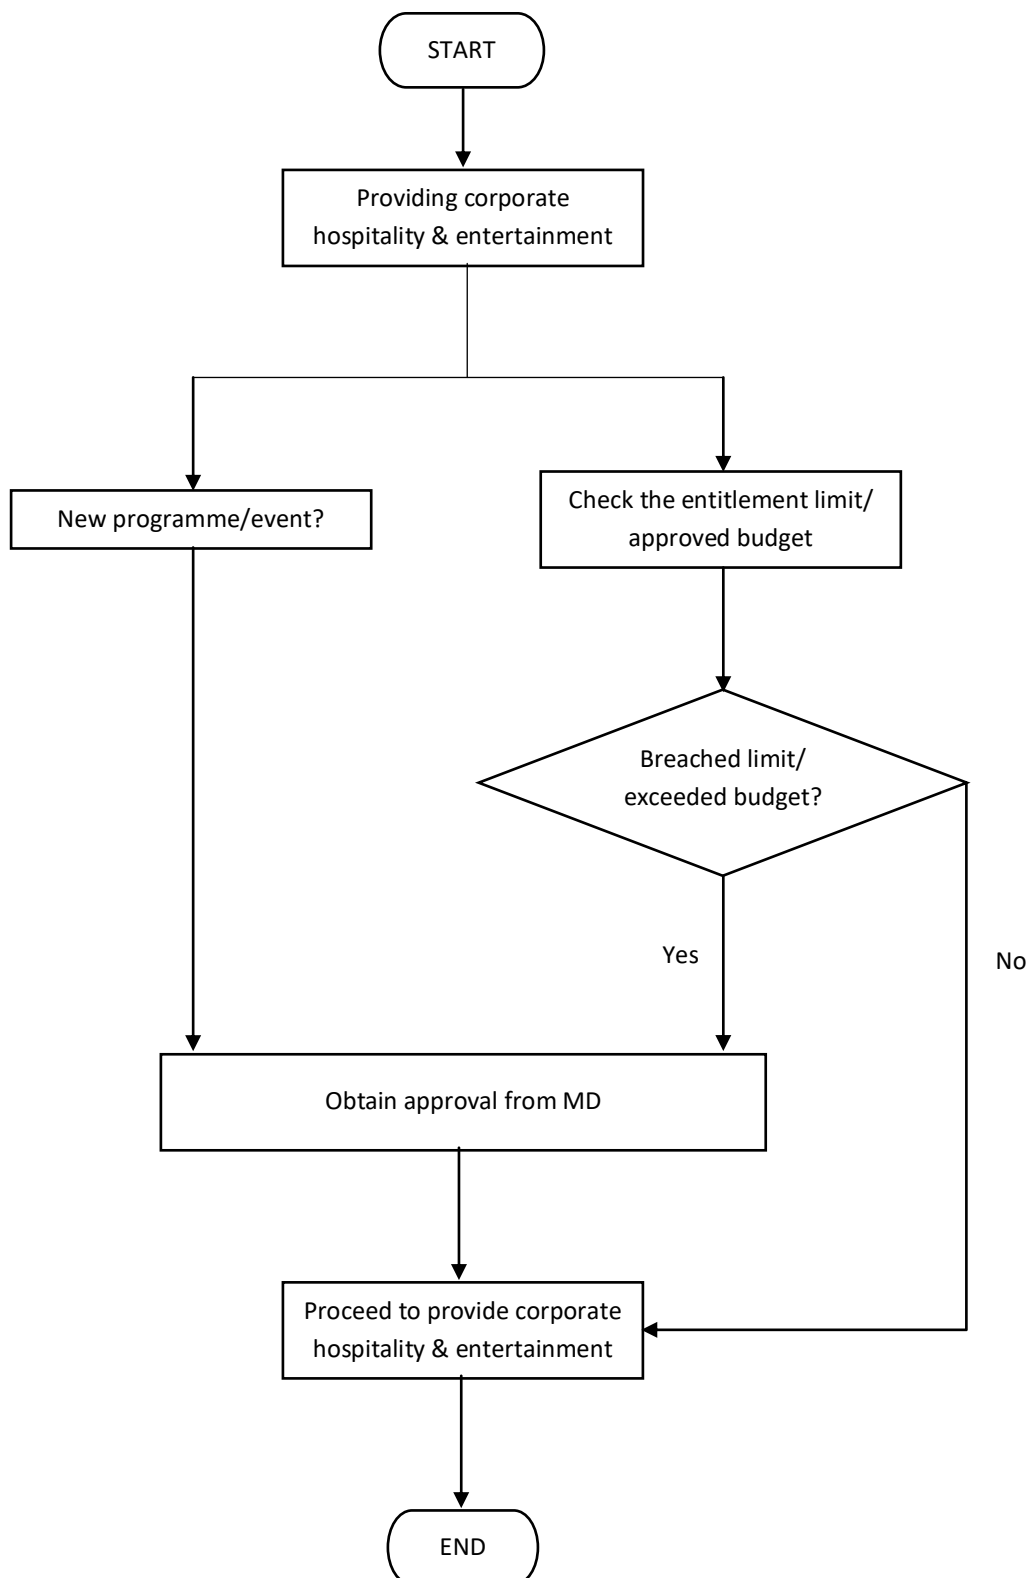 START
Providing corporate
hospitality & entertainment
New programme/event?
Check the entitlement limit/
approved budget
Breached limit/
exceeded budget?
Yes
No
Obtain approval from MD
Proceed to provide corporate
hospitality & entertainment
END